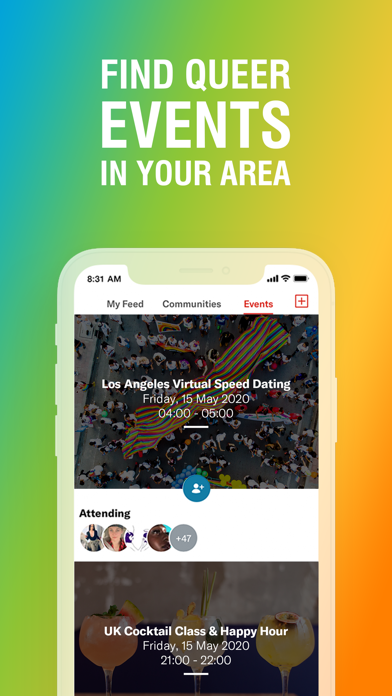 FIND QUEER
EVENTS
IN YOUR AREA
8:31 AM
My Feed Communities Events
Los Angeles Virtual Speed Dating
Friday, 15 May 2020
04:00 - 05:00
Attending
+47
UK Cocktail Class & Happy Hour
Friday, 15 May 2020
21:00 - 22:00